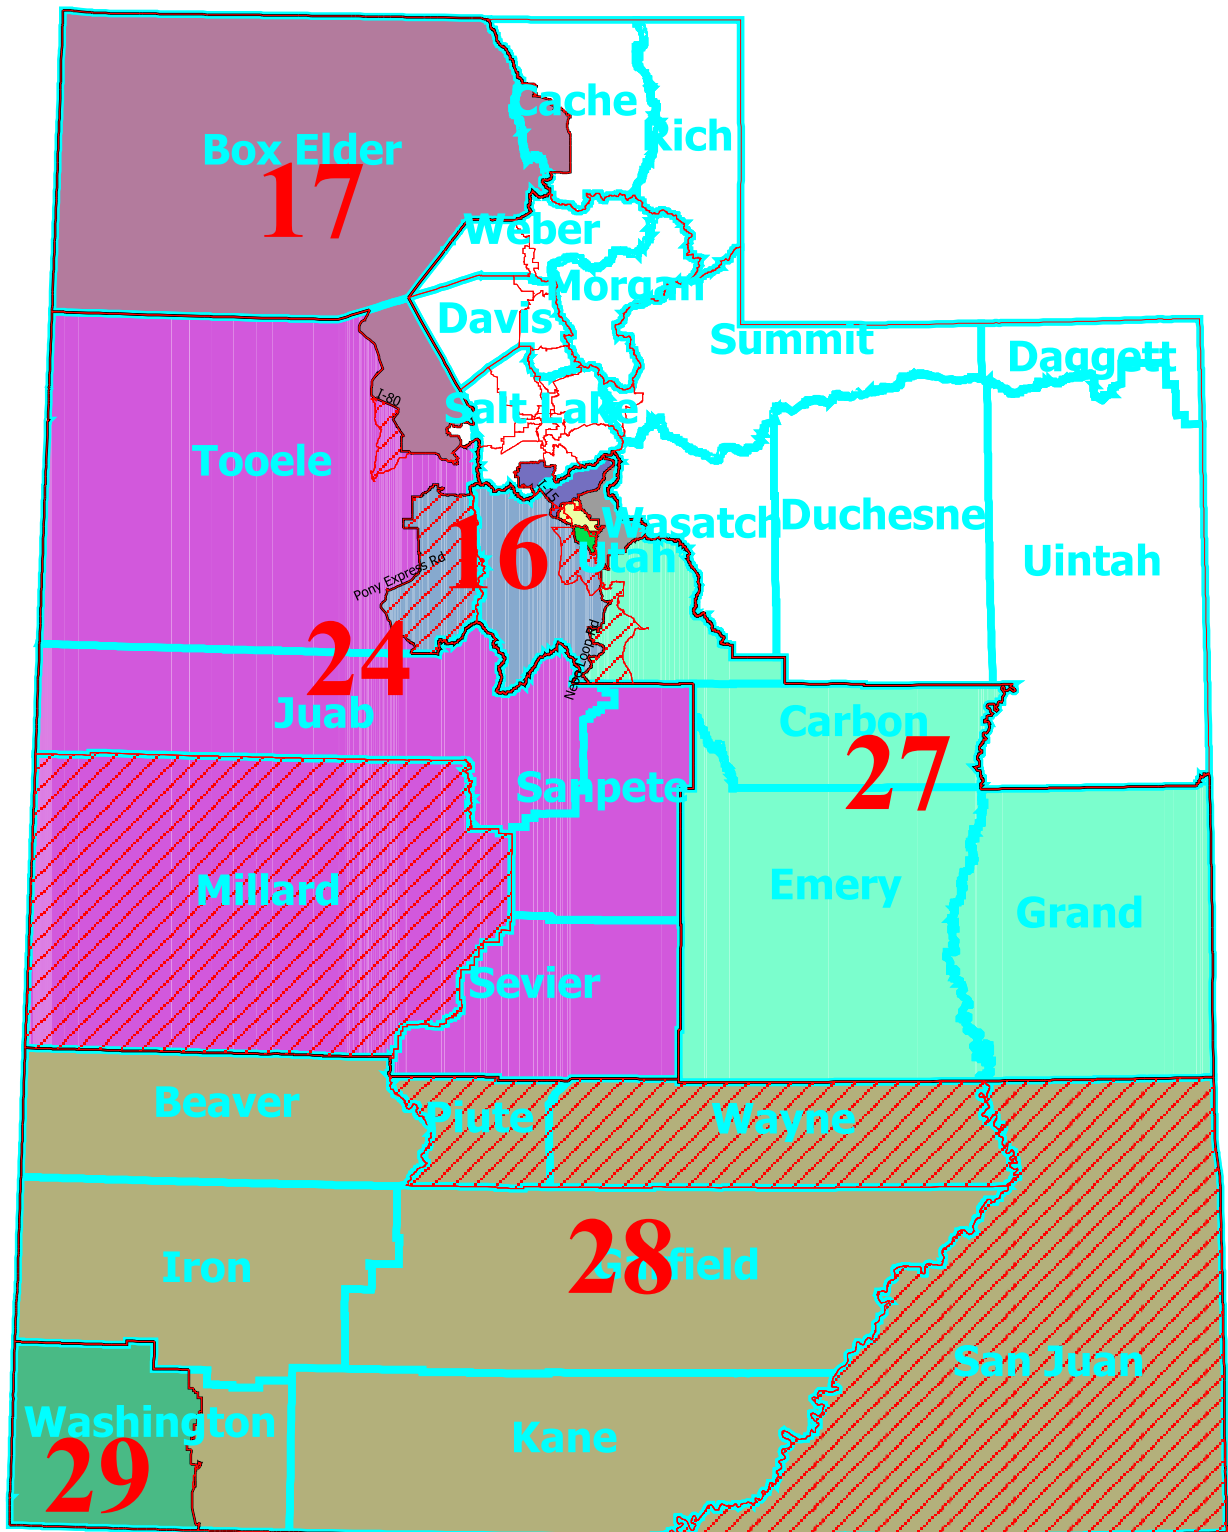 Cache
Rich
Box Elder
17
Weber
Morgan
Davis
Summit
Daggett
I-80
Salt Lake
Tooele
I-15
Wasatch
Duchesne
16
Utah
Uintah
Pony Express Rd
24
Juab
Carbon
27
Sanpete
Millard
Emery
Grand
Sevier
Beaver
Piute
Wayne
28
Iron
San Juan
Washington
Kane
29